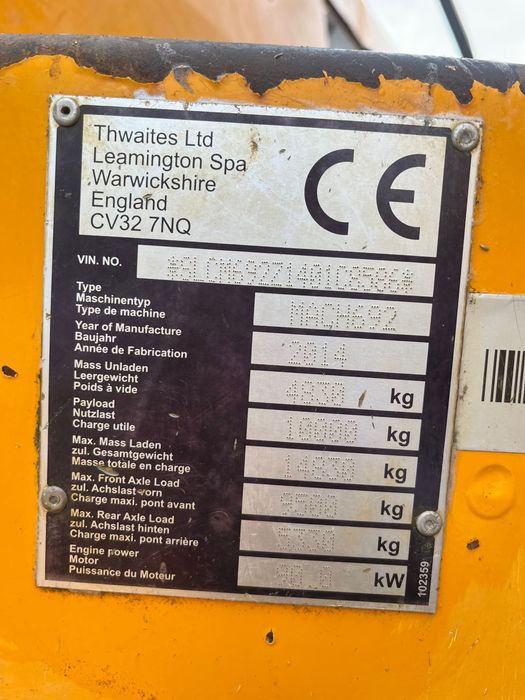 Thwaites Ltd
Leamington Spa
Warwickshire
England
CV32 7NQ
CE
VIN. NO.
Type
Maschinentyp
Type de machine
MACH692
Year of Manufacture
Baujahr
Année de Fabrication
2014
Mass Unladen
Leergewicht
Poids à vide
4830 kg
Payload
Nutzlast
Charge utile
10000 kg
Max. Mass Laden
zul. Gesamtgewicht
Masse totale en charge
14830 kg
Max. Front Axle Load
zul. Achslast vorn
Charge maxi. pont avant
9500 kg
Max. Rear Axle Load
zul. Achslast hinten
Charge maxi. pont arrière
kg
Engine power
Motor
Puissance du Moteur
kW
102359